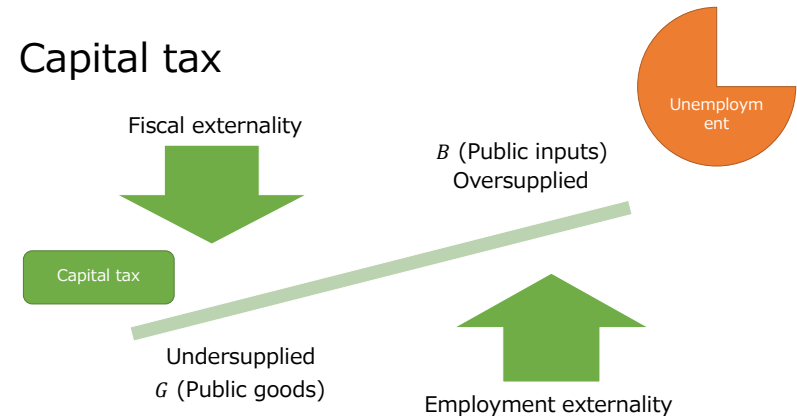 Capital tax
Unemploym
ent
Fiscal externality
B (Public inputs)
Oversupplied
Capital tax
Undersupplied
G (Public goods)
Employment externality